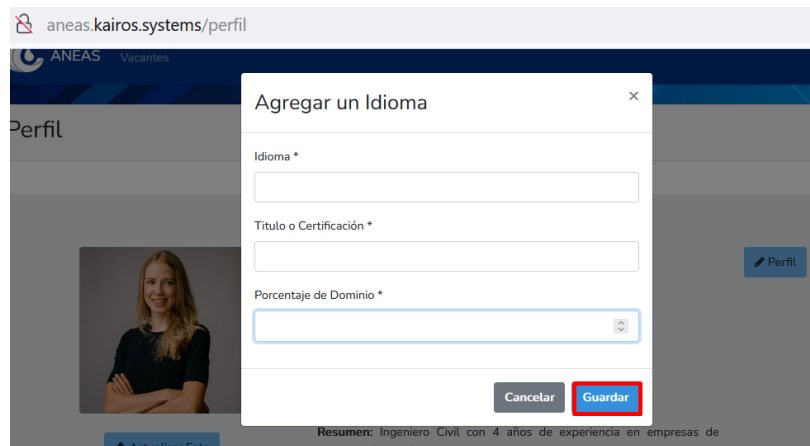 aneas.kairos.systems/perfil
ANEAS Vacantes
Agregar un Idioma ×
Perfil
Idioma *
Titulo o Certificación *
Perfil
Porcentaje de Dominio *
Cancelar Guardar
Resumen: Ingeniero Civil con 4 años de experiencia en empresas de